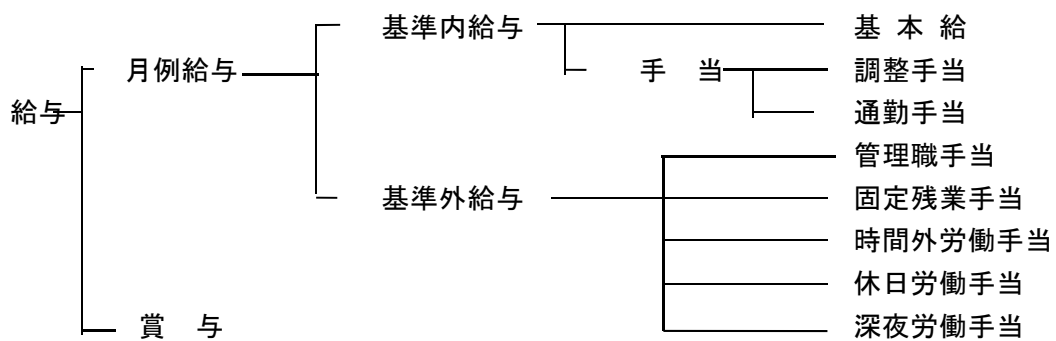 基準内給与 基 本 給
月例給与 手 当 調整手当
給与 通勤手当
管理職手当
基準外給与 固定残業手当
時間外労働手当
休日労働手当
賞 与 深夜労働手当